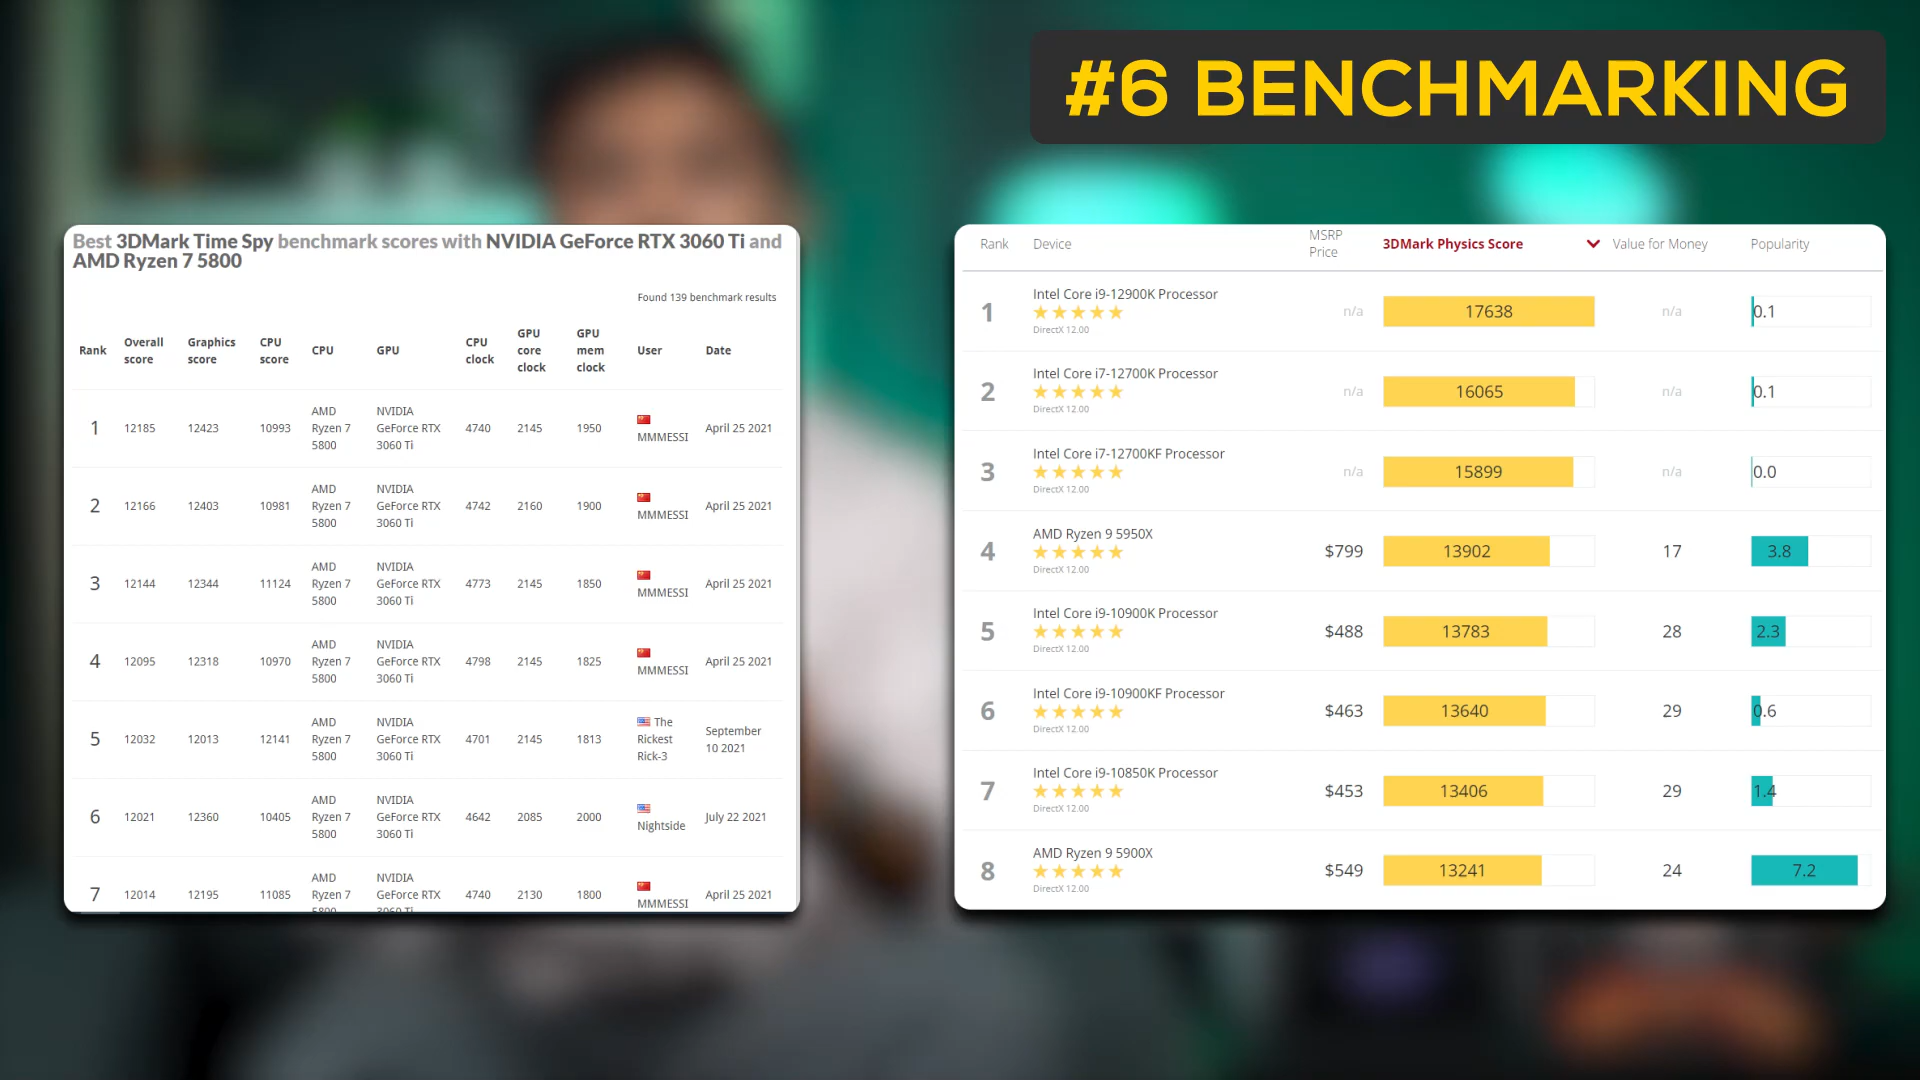 #6 BENCHMARKING
Best 3DMark Time Spy benchmark scores with NVIDIA GeForce RTX 3060 Ti and
AMD Ryzen 7 5800
Found 139 benchmark results
Rank Overall score Graphics score CPU score CPU GPU CPU clock GPU core clock GPU mem clock User Date
1 12185 12423 10993 AMD Ryzen 7 5800 NVIDIA GeForce RTX 3060 Ti 4740 2145 1950 MMMESSI April 25 2021
2 12166 12403 10981 AMD Ryzen 7 5800 NVIDIA GeForce RTX 3060 Ti 4742 2160 1900 MMMESSI April 25 2021
3 12144 12344 11124 AMD Ryzen 7 5800 NVIDIA GeForce RTX 3060 Ti 4773 2145 1850 MMMESSI April 25 2021
4 12095 12318 10970 AMD Ryzen 7 5800 NVIDIA GeForce RTX 3060 Ti 4798 2145 1825 MMMESSI April 25 2021
5 12032 12013 12141 AMD Ryzen 7 5800 NVIDIA GeForce RTX 3060 Ti 4701 2145 1813 The Rickest Rick-3 September 10 2021
6 12021 12360 10405 AMD Ryzen 7 5800 NVIDIA GeForce RTX 3060 Ti 4642 2085 2000 Nightside July 22 2021
7 12014 12195 11085 AMD Ryzen 7 5800 NVIDIA GeForce RTX 3060 Ti 4740 2130 1800 MMMESSI April 25 2021
Rank Device MSRP Price 3DMark Physics Score Value for Money Popularity
1 Intel Core i9-12900K Processor n/a 17638 n/a 0.1
DirectX 12.00
2 Intel Core i7-12700K Processor n/a 16065 n/a 0.1
DirectX 12.00
3 Intel Core i7-12700KF Processor n/a 15899 n/a 0.0
DirectX 12.00
4 AMD Ryzen 9 5950X $799 13902 17 3.8
DirectX 12.00
5 Intel Core i9-10900K Processor $488 13783 28 2.3
DirectX 12.00
6 Intel Core i9-10900KF Processor $463 13640 29 0.6
DirectX 12.00
7 Intel Core i9-10850K Processor $453 13406 29 1.4
DirectX 12.00
8 AMD Ryzen 9 5900X $549 13241 24 7.2
DirectX 12.00